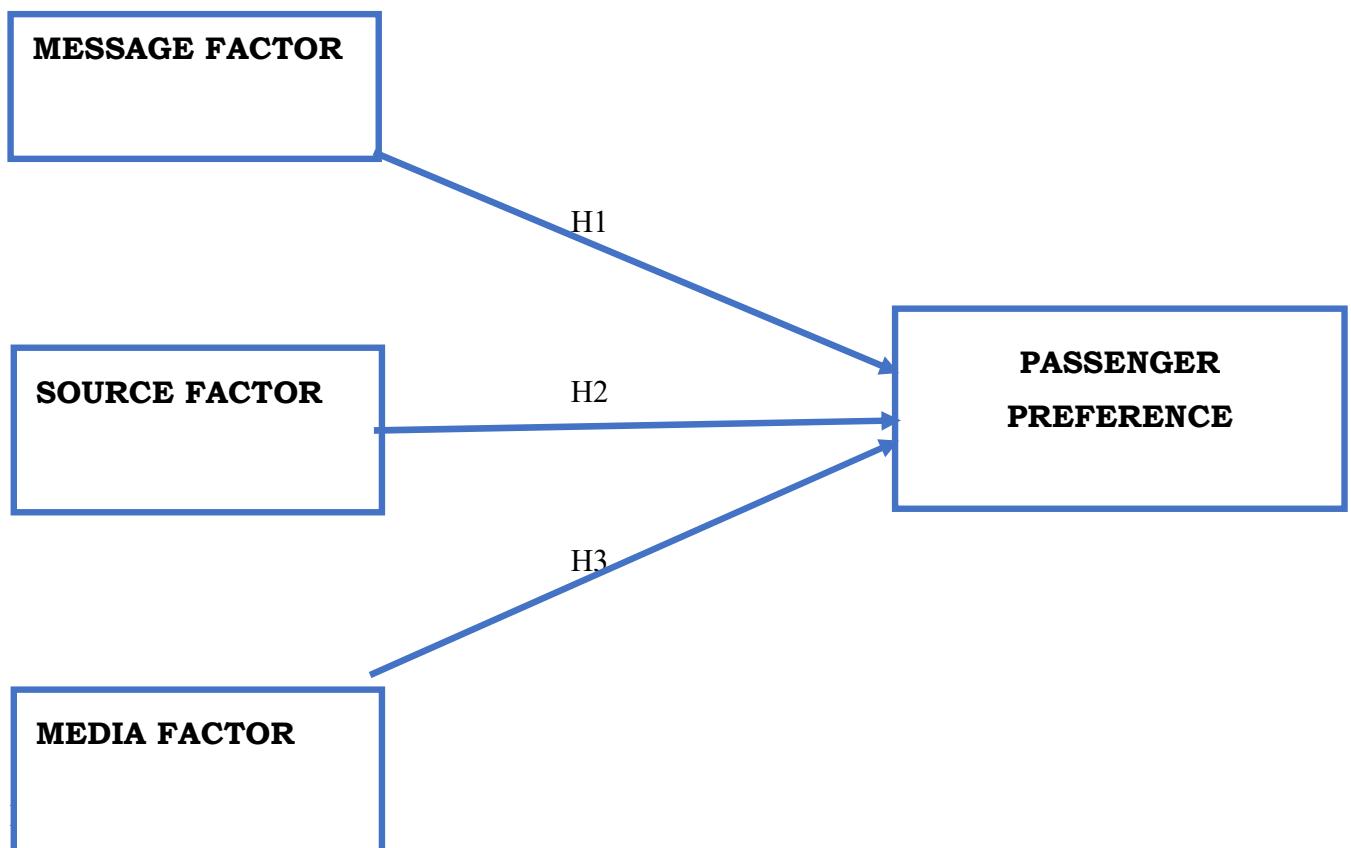 MESSAGE FACTOR
H1
PASSENGER
PREFERENCE
SOURCE FACTOR
H2
H3
MEDIA FACTOR